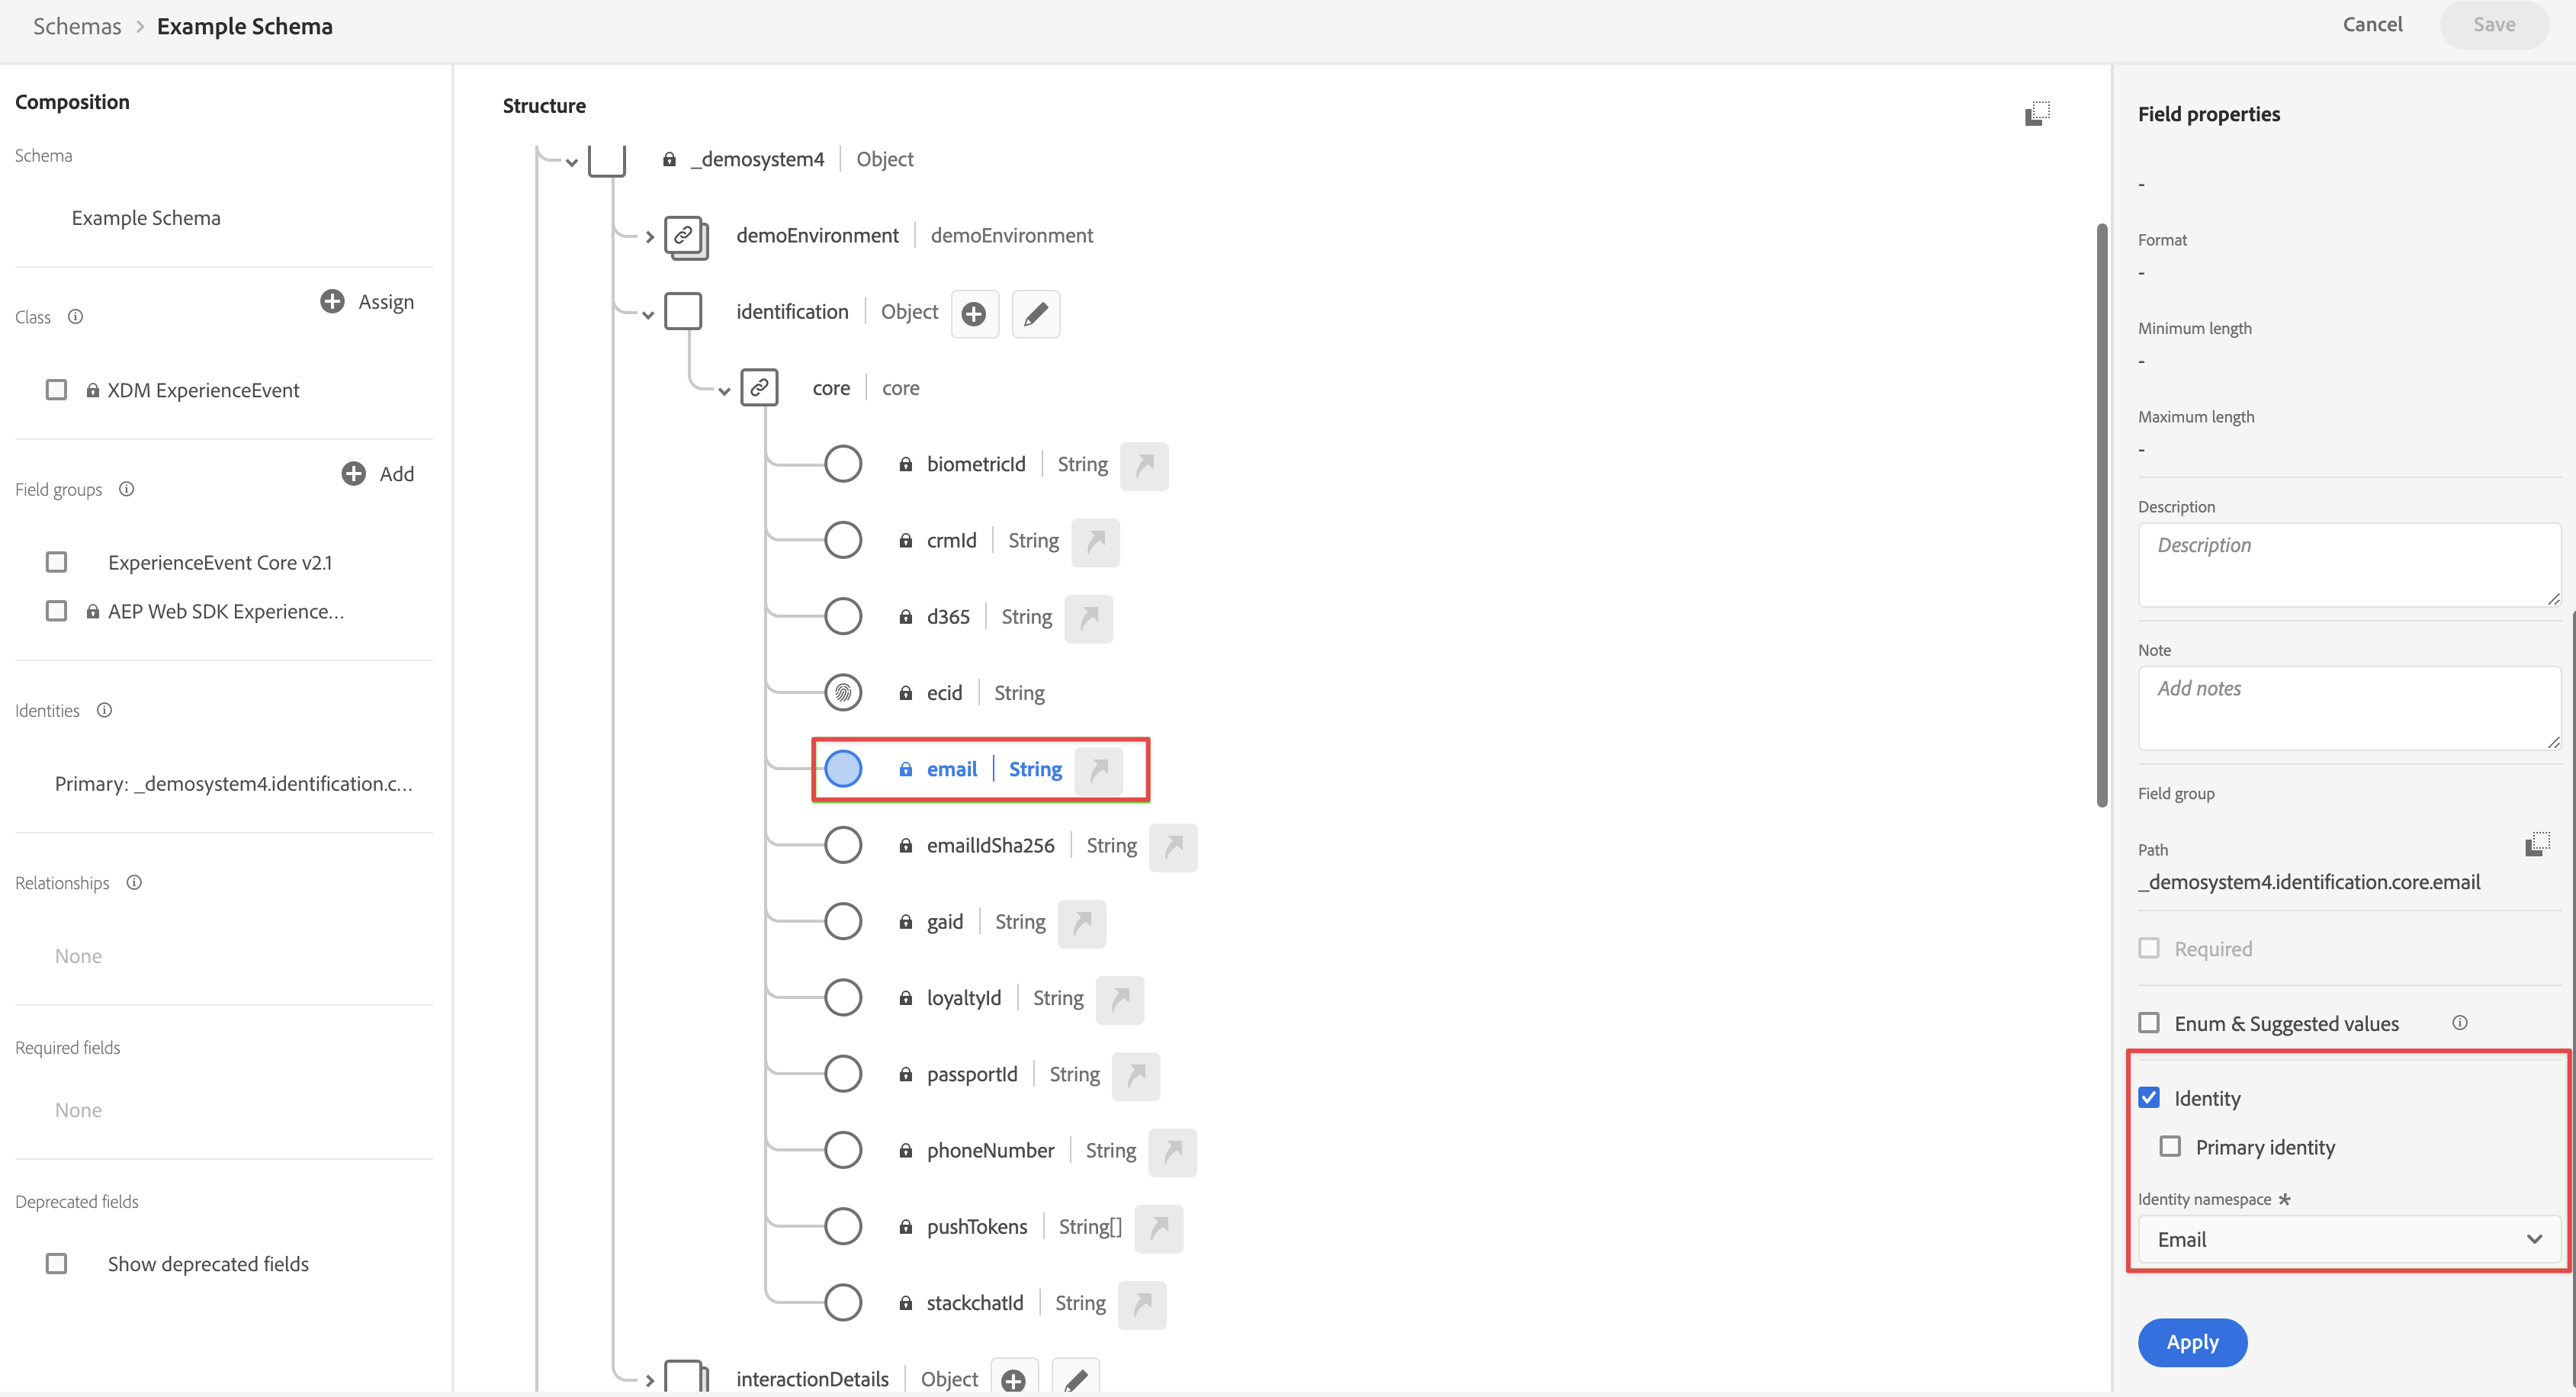 Schemas > Example Schema
Cancel
Save
Composition
Schema
Example Schema
Class
Assign
XDM ExperienceEvent
Field groups
Add
ExperienceEvent Core v2.1
AEP Web SDK Experience...
Identities
Primary: _demosystem4.identification.c...
Relationships
None
Required fields
None
Deprecated fields
Show deprecated fields
Structure
_demosystem4 | Object
demoEnvironment | demoEnvironment
identification | Object
core | core
biometricId | String
crmId | String
d365 | String
ecid | String
email | String
emailIdSha256 | String
gaid | String
loyaltyId | String
passportId | String
phoneNumber | String
pushTokens | String[]
stackchatId | String
interactionDetails | Object
Field properties
-
Format
-
Minimum length
-
Maximum length
-
Description
Description
Note
Add notes
Field group
Path
_demosystem4.identification.core.email
Required
Enum & Suggested values
Identity
Primary identity
Identity namespace *
Email
Apply